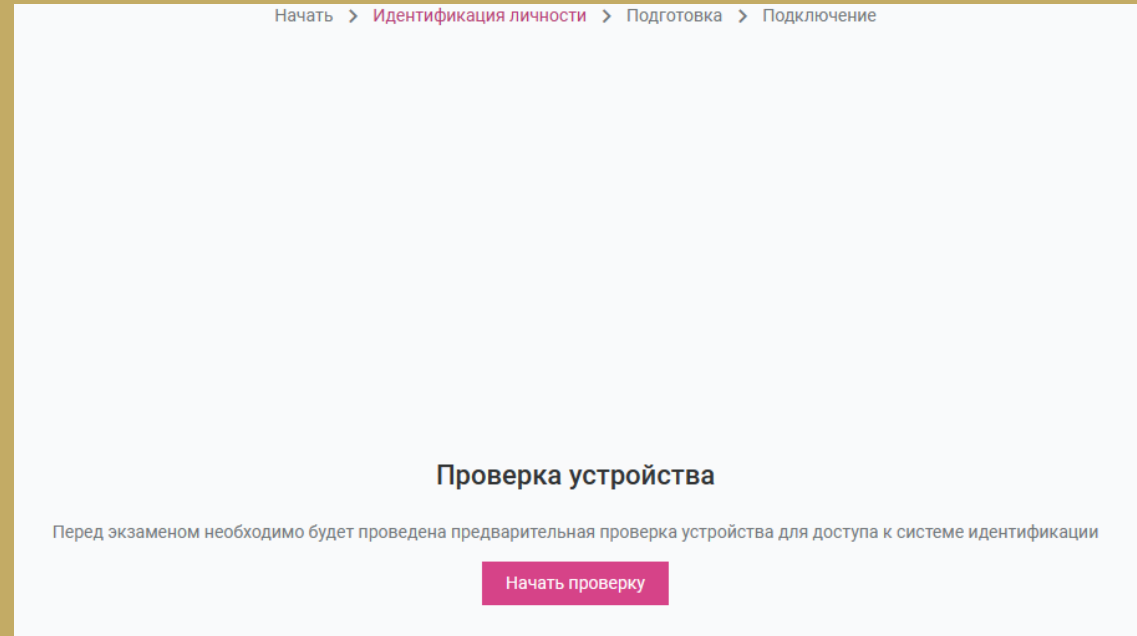 Начать > Идентификация личности > Подготовка > Подключение
Проверка устройства
Перед экзаменом необходимо будет проведена предварительная проверка устройства для доступа к системе идентификации
Начать проверку